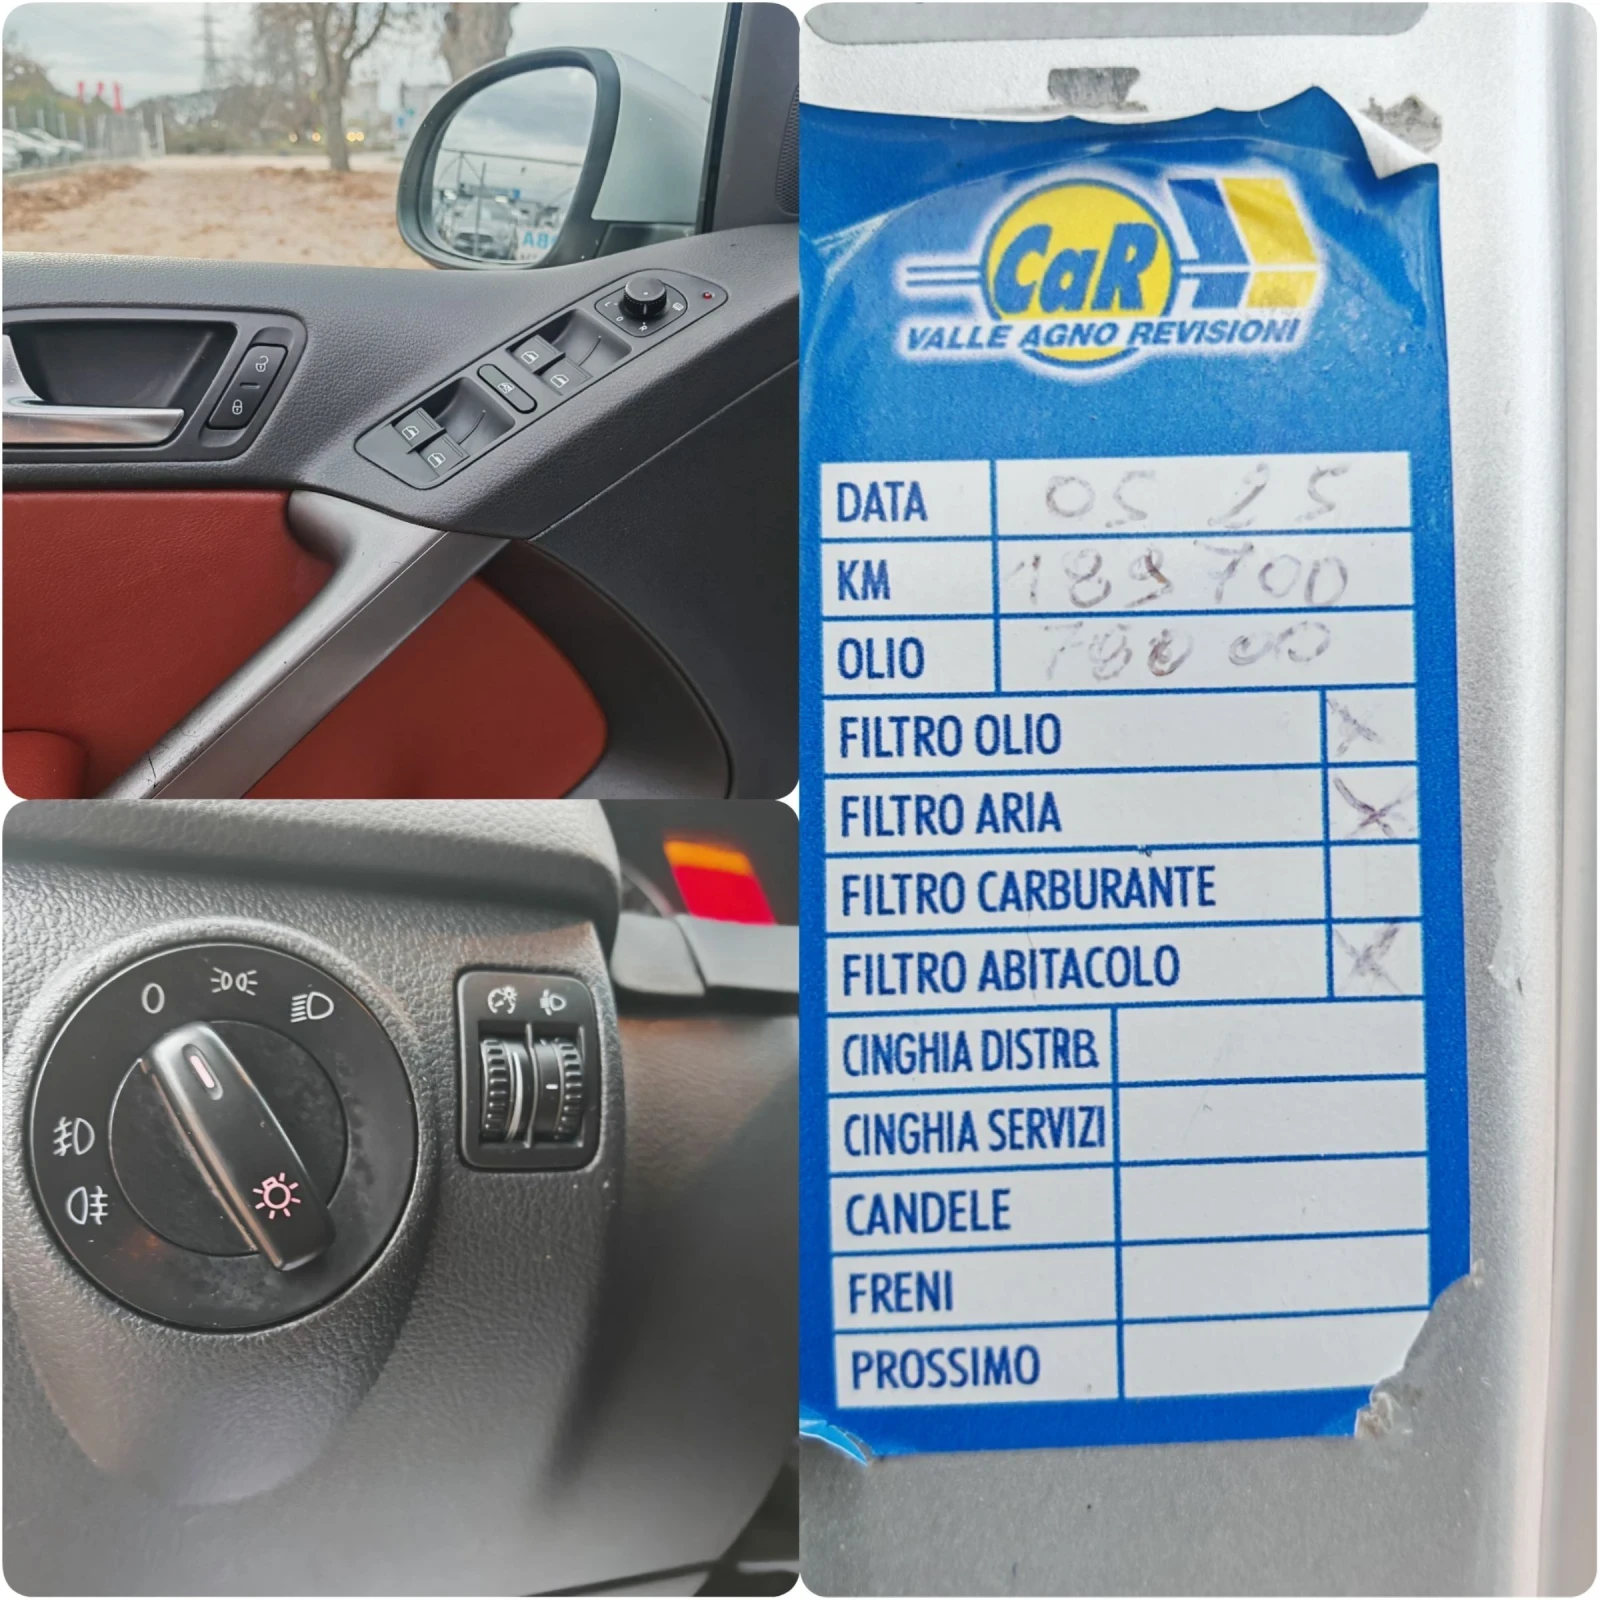 0
CaR
VALLE AGNO REVISIONI
DATA 05 25
KM 189700
OLIO
FILTRO OLIO X
FILTRO ARIA X
FILTRO CARBURANTE
FILTRO ABITACOLO X
CINGHIA DISTRB.
CINGHIA SERVIZI
CANDELE
FRENI
PROSSIMO